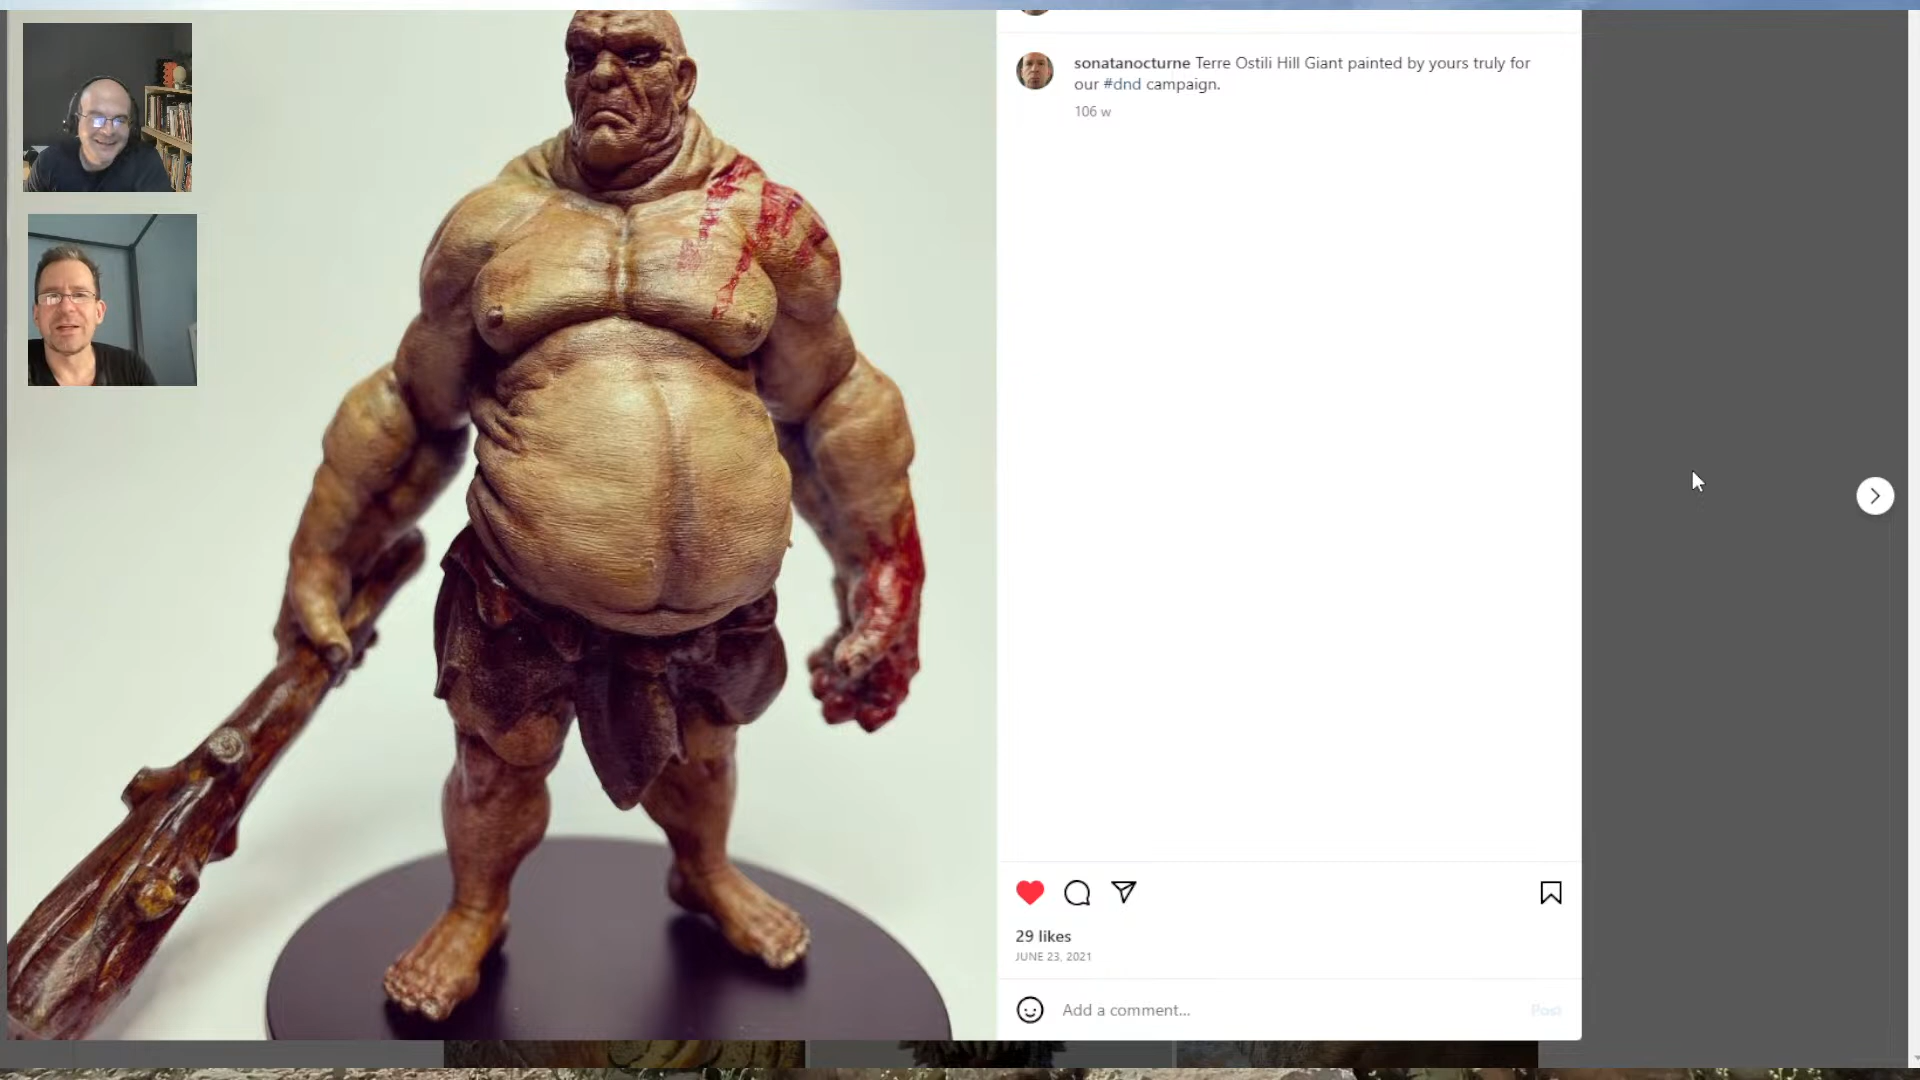 sonatanocturne Terre Ostili Hill Giant painted by yours truly for
our #dnd campaign.
106 w
29 likes
JUNE 23, 2021
Add a comment...
Post